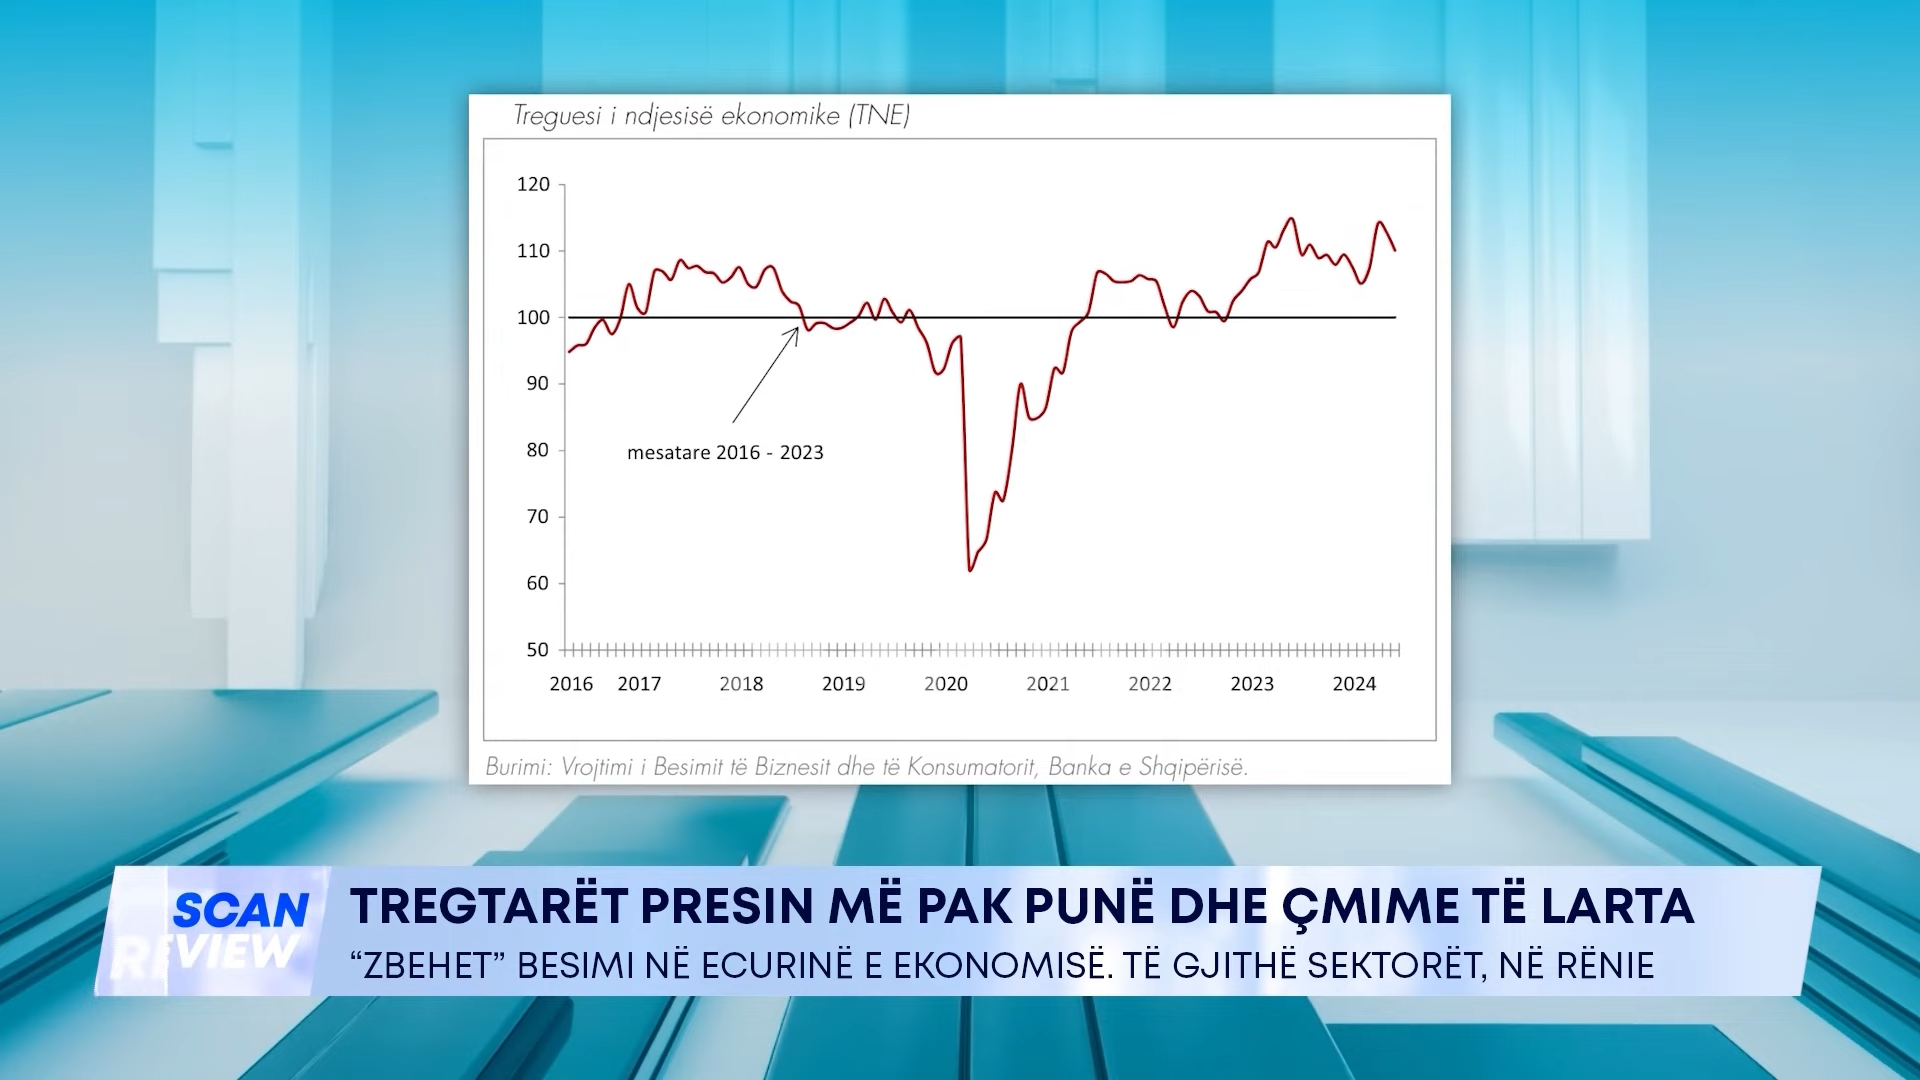 Treguesi i ndjesisë ekonomike (TNE)
120
110
100
90
80
70
60
50
mesatare 2016 - 2023
2016 2017 2018 2019 2020 2021 2022 2023 2024
Burimi: Vrojtimi i Besimit të Biznesit dhe të Konsumatorit, Banka e Shqipërisë.
SCAN
REVIEW
TREGTARËT PRESIN MË PAK PUNË DHE ÇMIME TË LARTA
“ZBEHET” BESIMI NË ECURINË E EKONOMISË. TË GJITHË SEKTORËT, NË RËNIE